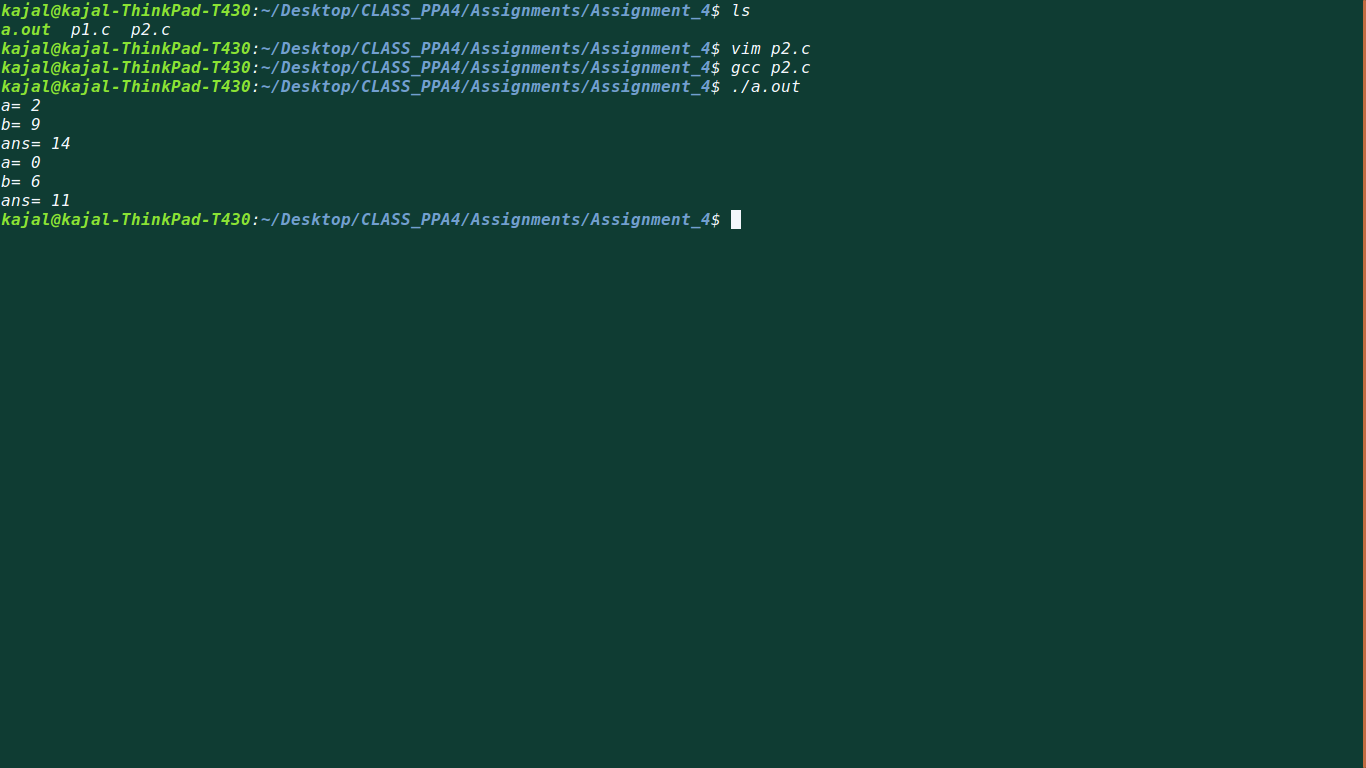 kajal@kajal-ThinkPad-T430:~/Desktop/CLASS_PPA4/Assignments/Assignment_4$ ls
a.out  p1.c  p2.c
kajal@kajal-ThinkPad-T430:~/Desktop/CLASS_PPA4/Assignments/Assignment_4$ vim p2.c
kajal@kajal-ThinkPad-T430:~/Desktop/CLASS_PPA4/Assignments/Assignment_4$ gcc p2.c
kajal@kajal-ThinkPad-T430:~/Desktop/CLASS_PPA4/Assignments/Assignment_4$ ./a.out
a= 2
b= 9
ans= 14
a= 0
b= 6
ans= 11
kajal@kajal-ThinkPad-T430:~/Desktop/CLASS_PPA4/Assignments/Assignment_4$